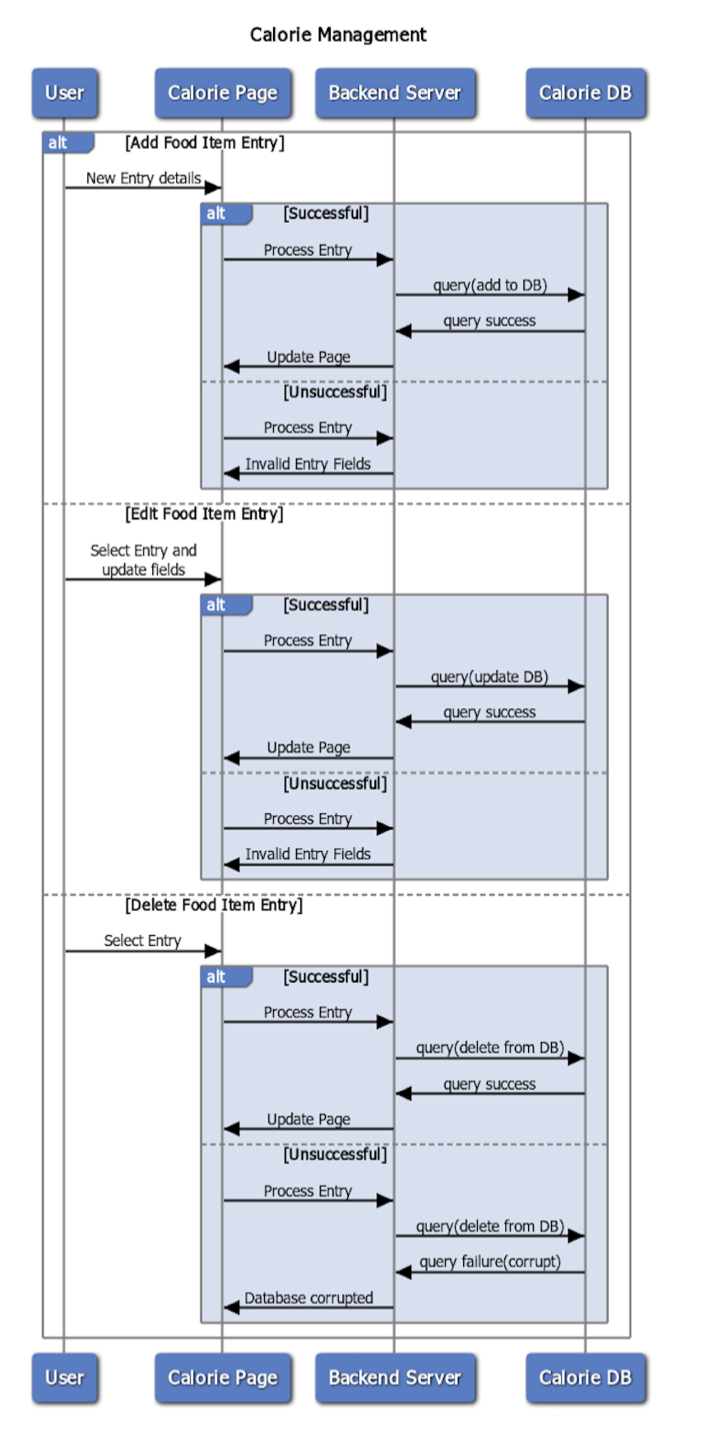 Calorie Management
User Calorie Page Backend Server Calorie DB
alt [Add Food Item Entry]
New Entry details
alt [Successful]
Process Entry
query(add to DB)
query success
Update Page
[Unsuccessful]
Process Entry
Invalid Entry Fields
[Edit Food Item Entry]
Select Entry and
update fields
alt [Successful]
Process Entry
query(update DB)
query success
Update Page
[Unsuccessful]
Process Entry
Invalid Entry Fields
[Delete Food Item Entry]
Select Entry
alt [Successful]
Process Entry
query(delete from DB)
query success
Update Page
[Unsuccessful]
Process Entry
query(delete from DB)
query failure(corrupt)
Database corrupted
User Calorie Page Backend Server Calorie DB